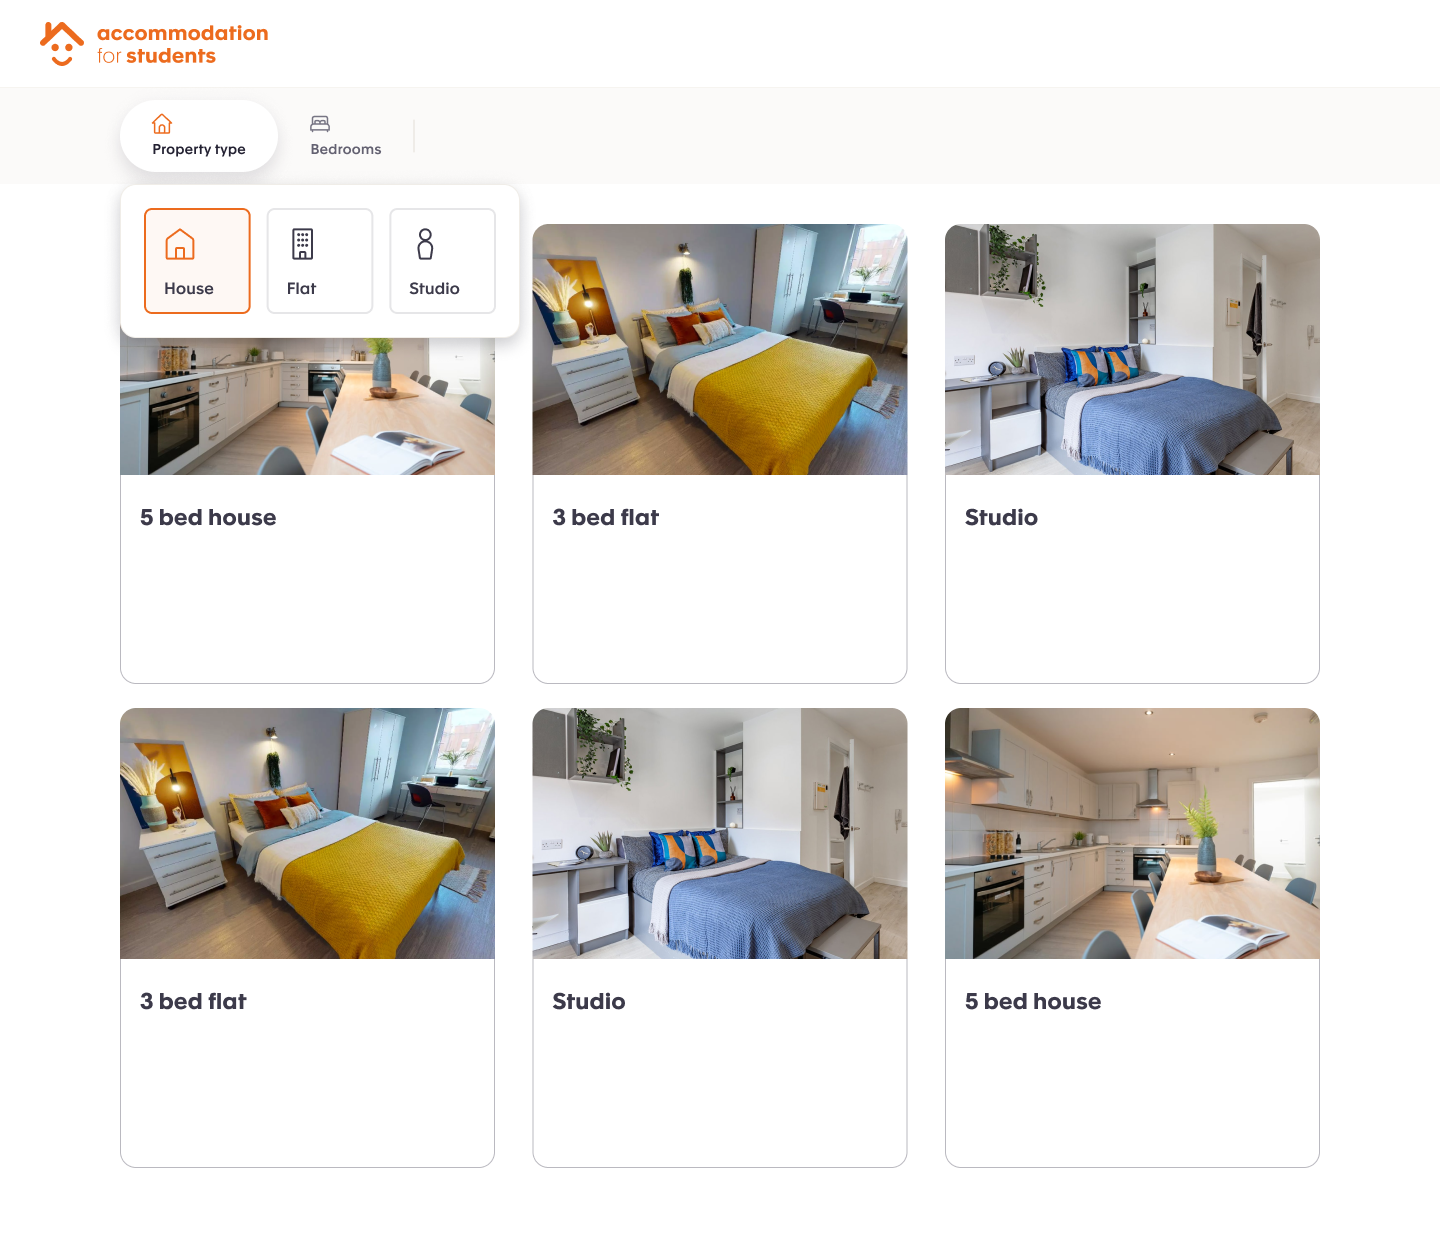 accommodation
for students
Property type
Bedrooms
House
Flat
Studio
5 bed house
3 bed flat
Studio
3 bed flat
Studio
5 bed house